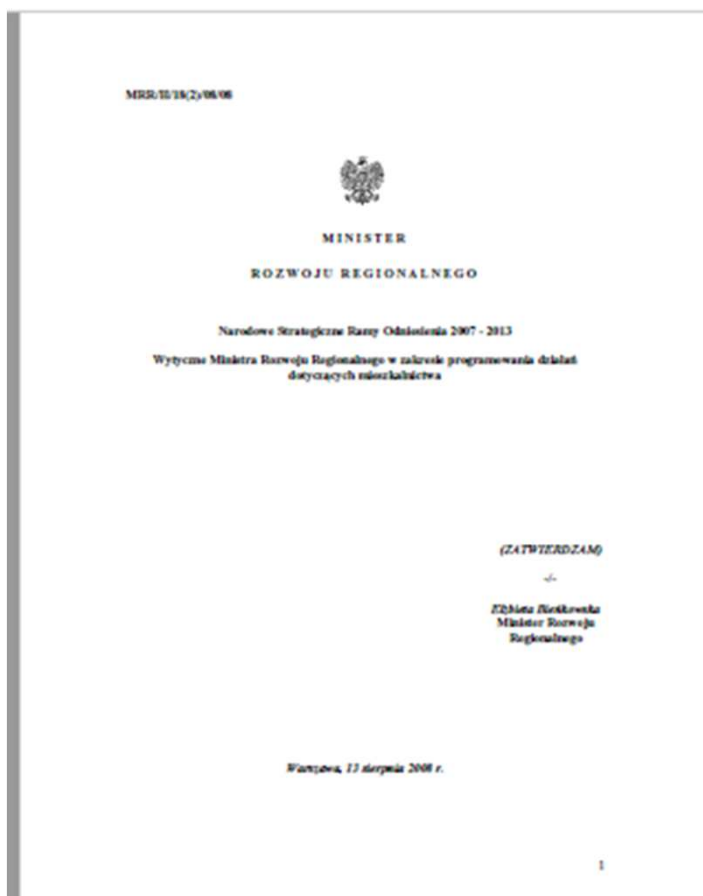 MRR/H/18(2)/08/08
MINISTER
ROZWOJU REGIONALNEGO
Narodowe Strategiczne Ramy Odniesienia 2007 - 2013
Wytyczne Ministra Rozwoju Regionalnego w zakresie programowania działań
dotyczących mieszkalnictwa
(ZATWIERDZAM)
-/-
Elżbieta Bieńkowska
Minister Rozwoju
Regionalnego
Warszawa, 13 sierpnia 2008 r.
1